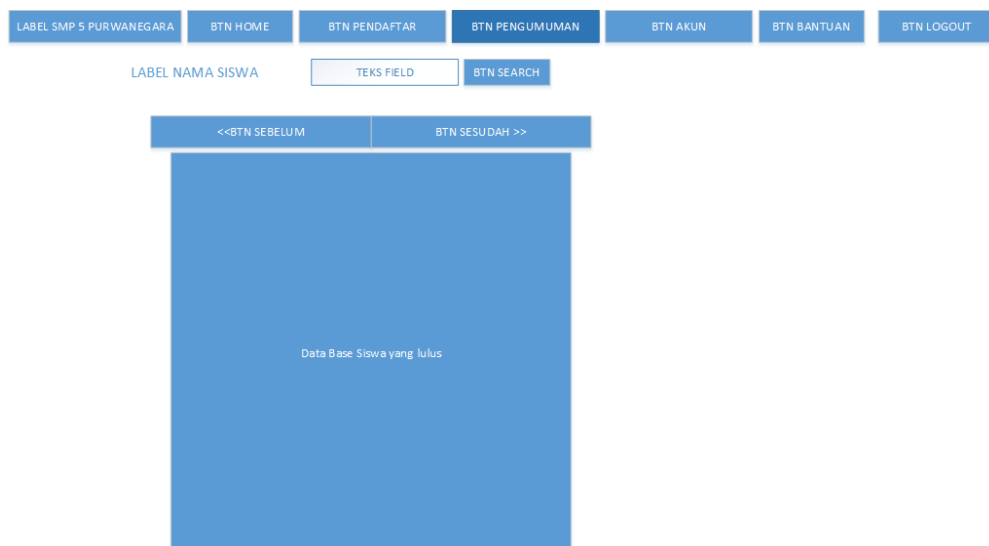 LABEL SMP 5 PURWANEGARA BTN HOME BTN PENDAFTAR BTN PENGUMUMAN BTN AKUN BTN BANTUAN BTN LOGOUT
LABEL NAMA SISWA TEKS FIELD BTN SEARCH
<<BTN SEBELUM BTN SESUDAH >>
Data Base Siswa yang lulus